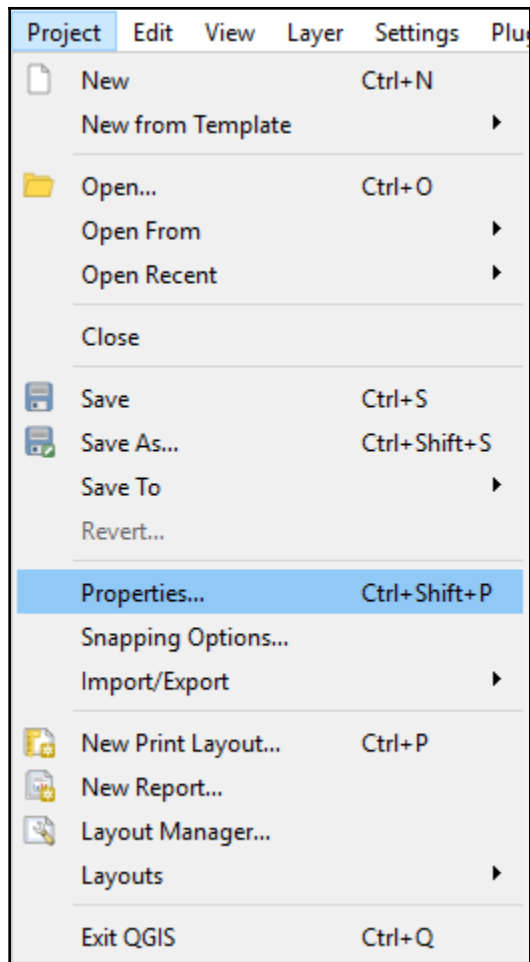 Project Edit View Layer Settings
New Ctrl+N
New from Template
Open... Ctrl+O
Open From
Open Recent
Close
Save Ctrl+S
Save As... Ctrl+Shift+S
Save To
Revert...
Properties... Ctrl+Shift+P
Snapping Options...
Import/Export
New Print Layout... Ctrl+P
New Report...
Layout Manager...
Layouts
Exit QGIS Ctrl+Q